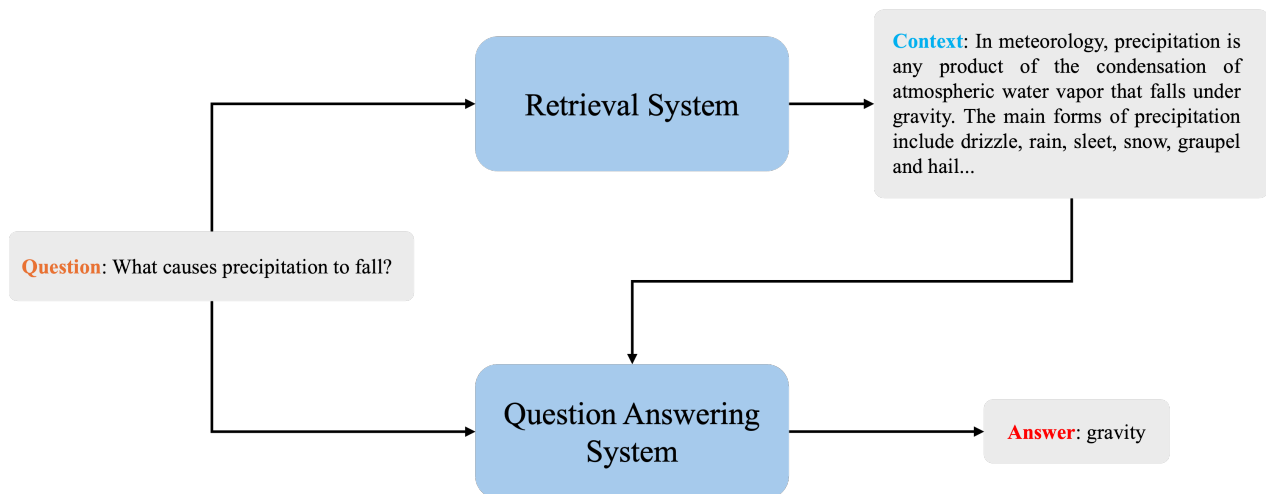 Retrieval System
Context: In meteorology, precipitation is
any product of the condensation of
atmospheric water vapor that falls under
gravity. The main forms of precipitation
include drizzle, rain, sleet, snow, graupel
and hail...
Question: What causes precipitation to fall?
Question Answering
System
Answer: gravity